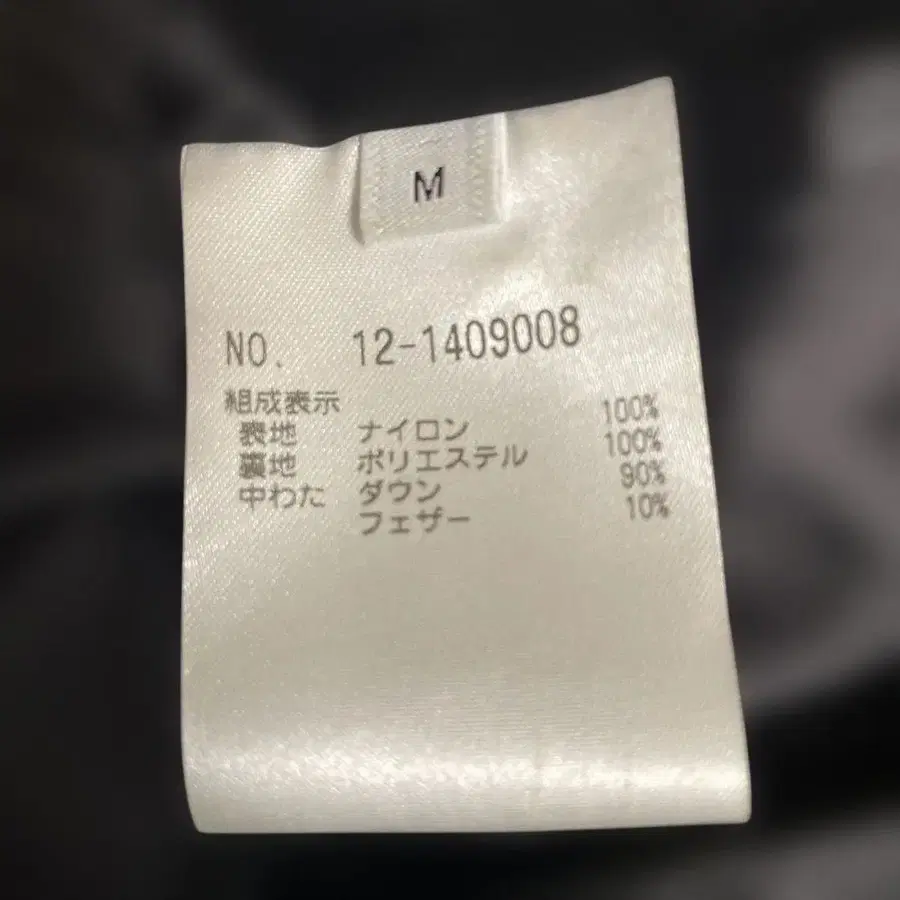 M
NO. 12-1409008
組成表示
表地 ナイロン 100%
裏地 ポリエステル 100%
中わた ダウン 90%
フェザー 10%